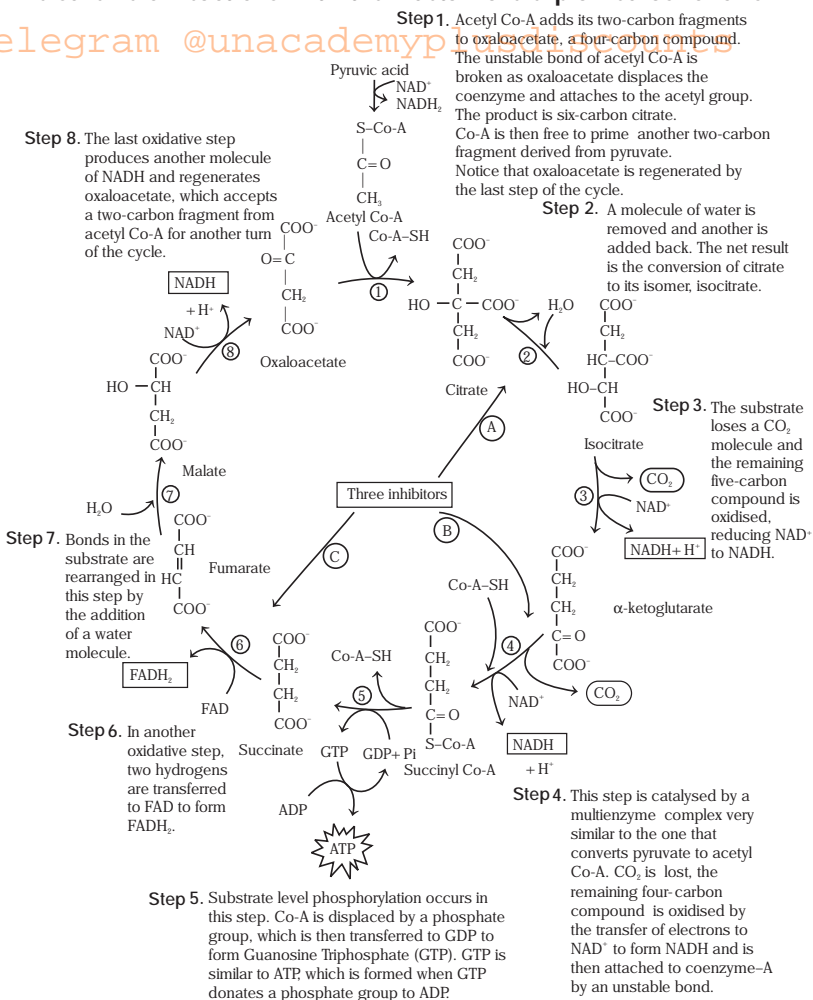 elegram @unacademyplusdiscounts
Step 1. Acetyl Co-A adds its two-carbon fragments
to oxaloacetate, a four-carbon compound.
The unstable bond of acetyl Co-A is
broken as oxaloacetate displaces the
coenzyme and attaches to the acetyl group.
The product is six-carbon citrate.
Co-A is then free to prime another two-carbon
fragment derived from pyruvate.
Notice that oxaloacetate is regenerated by
the last step of the cycle.
Pyruvic acid
NAD⁺
NADH₂
S–Co-A
C=O
CH₃
Acetyl Co-A
Co-A–SH
①
Step 8. The last oxidative step
produces another molecule
of NADH and regenerates
oxaloacetate, which accepts
a two-carbon fragment from
acetyl Co-A for another turn
of the cycle.
COO⁻
O=C
CH₂
COO⁻
Oxaloacetate
NADH
+ H⁺
NAD⁺
⑧
Step 2. A molecule of water is
removed and another is
added back. The net result
is the conversion of citrate
to its isomer, isocitrate.
COO⁻
CH₂
HO – C – COO⁻
CH₂
COO⁻
Citrate
H₂O
②
COO⁻
CH₂
HC–COO⁻
HO–CH
COO⁻
Isocitrate
Step 3. The substrate
loses a CO₂
molecule and
the remaining
five-carbon
compound is
oxidised,
reducing NAD⁺
to NADH.
③
CO₂
NAD⁺
NADH+ H⁺
COO⁻
HO – CH
CH₂
COO⁻
Malate
⑦
H₂O
Three inhibitors
A
B
C
Step 7. Bonds in the
substrate are
rearranged in
this step by
the addition
of a water
molecule.
COO⁻
CH
HC
COO⁻
Fumarate
COO⁻
CH₂
CH₂
C=O
COO⁻
α-ketoglutarate
Co-A–SH
④
NAD⁺
CO₂
NADH
+ H⁺
⑥
FADH₂
FAD
COO⁻
CH₂
CH₂
COO⁻
Succinate
Co-A–SH
⑤
GTP
GDP+ Pi
COO⁻
CH₂
CH₂
C=O
S–Co-A
Succinyl Co-A
ADP
ATP
Step 6. In another
oxidative step,
two hydrogens
are transferred
to FAD to form
FADH₂.
Step 4. This step is catalysed by a
multienzyme complex very
similar to the one that
converts pyruvate to acetyl
Co-A. CO₂ is lost, the
remaining four-carbon
compound is oxidised by
the transfer of electrons to
NAD⁺ to form NADH and is
then attached to coenzyme–A
by an unstable bond.
Step 5. Substrate level phosphorylation occurs in
this step. Co-A is displaced by a phosphate
group, which is then transferred to GDP to
form Guanosine Triphosphate (GTP). GTP is
similar to ATP, which is formed when GTP
donates a phosphate group to ADP.